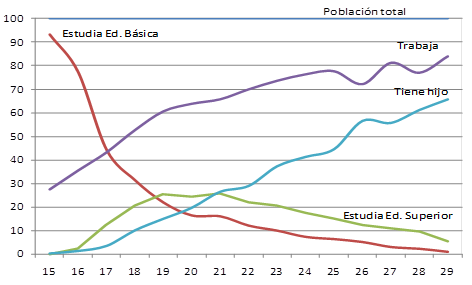 Población total
100
Estudia Ed. Básica
90
Trabaja
80
70
Tiene hijo
60
50
40
30
Estudia Ed. Superior
20
10
0
15 16 17 18 19 20 21 22 23 24 25 26 27 28 29